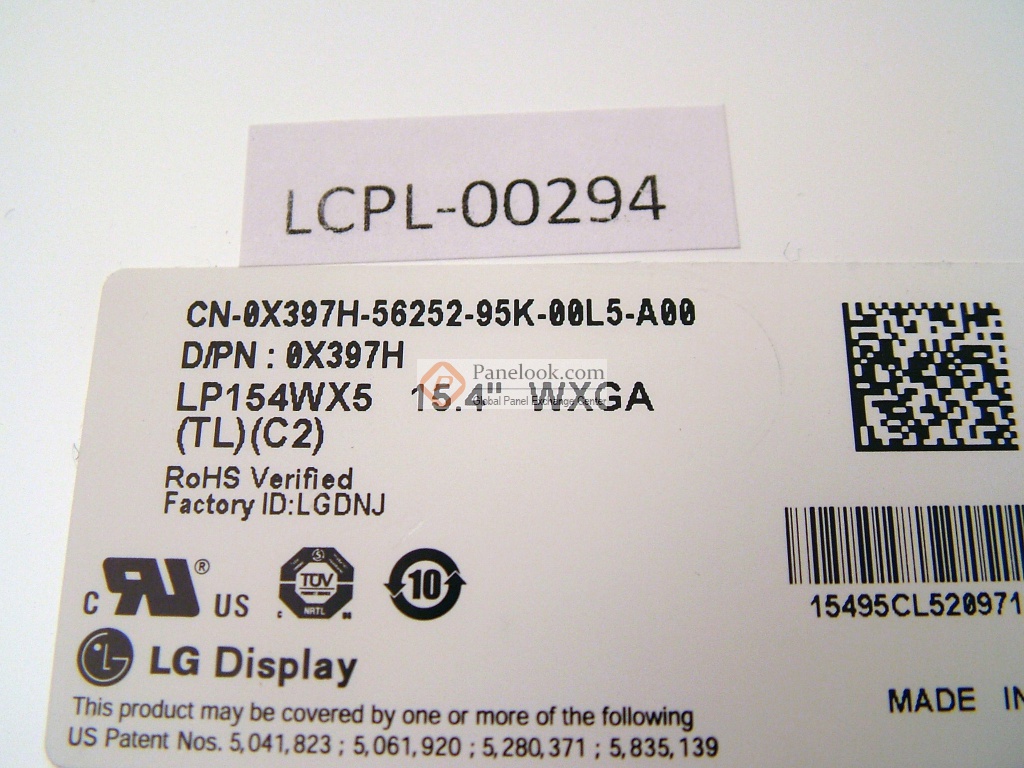 LCPL-00294
CN-0X397H-56252-95K-00L5-A00
D/PN : 0X397H
LP154WX5 15.4" WXGA
Panelook.com
Global Panel Exchange Center
(TL)(C2)
RoHS Verified
Factory ID:LGDNJ
C US ®
TÜV
NRTL
10
15495CL520971
LG Display
MADE IN
This product may be covered by one or more of the following
US Patent Nos. 5,041,823 ; 5,061,920 ; 5,280,371 ; 5,835,139